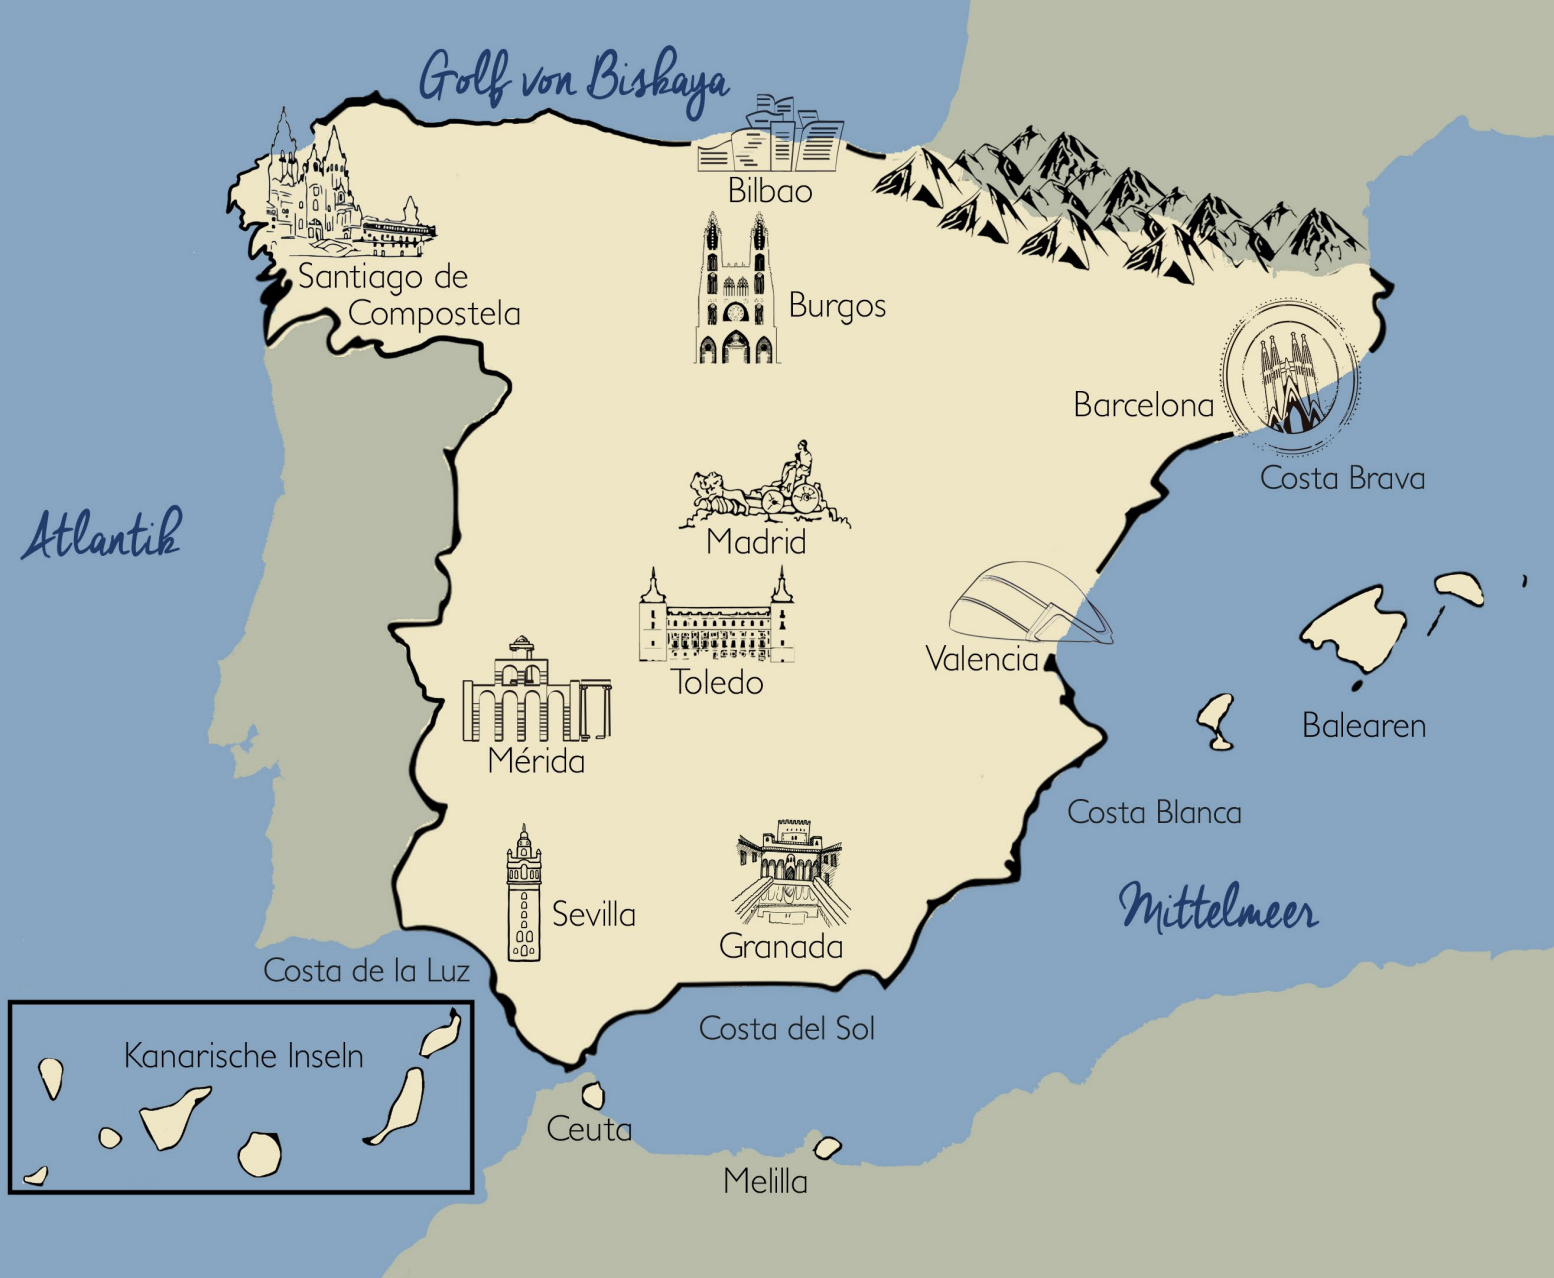 Golf von Biskaya
Bilbao
Santiago de
Compostela
Burgos
Barcelona
Costa Brava
Atlantik
Madrid
Valencia
Toledo
Balearen
Mérida
Costa Blanca
Sevilla
Mittelmeer
Granada
Costa de la Luz
Costa del Sol
Kanarische Inseln
Ceuta
Melilla